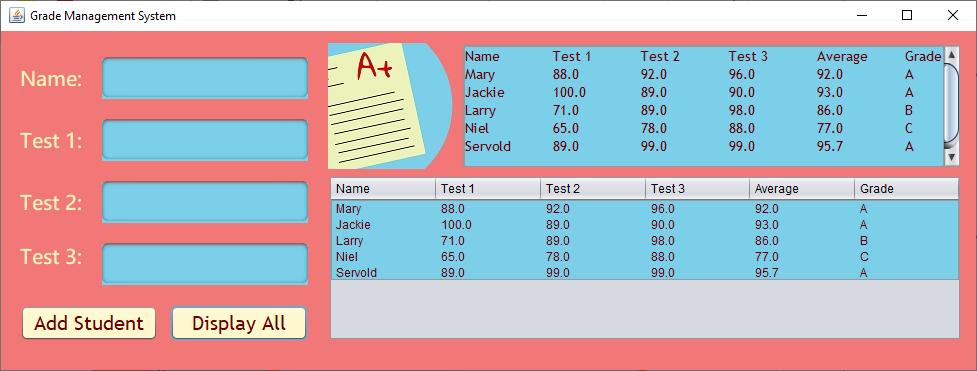 Grade Management System
Name:
Test 1:
Test 2:
Test 3:
Add Student Display All
A+
Name Test 1 Test 2 Test 3 Average Grade
Mary 88.0 92.0 96.0 92.0 A
Jackie 100.0 89.0 90.0 93.0 A
Larry 71.0 89.0 98.0 86.0 B
Niel 65.0 78.0 88.0 77.0 C
Servold 89.0 99.0 99.0 95.7 A
Name Test 1 Test 2 Test 3 Average Grade
Mary 88.0 92.0 96.0 92.0 A
Jackie 100.0 89.0 90.0 93.0 A
Larry 71.0 89.0 98.0 86.0 B
Niel 65.0 78.0 88.0 77.0 C
Servold 89.0 99.0 99.0 95.7 A